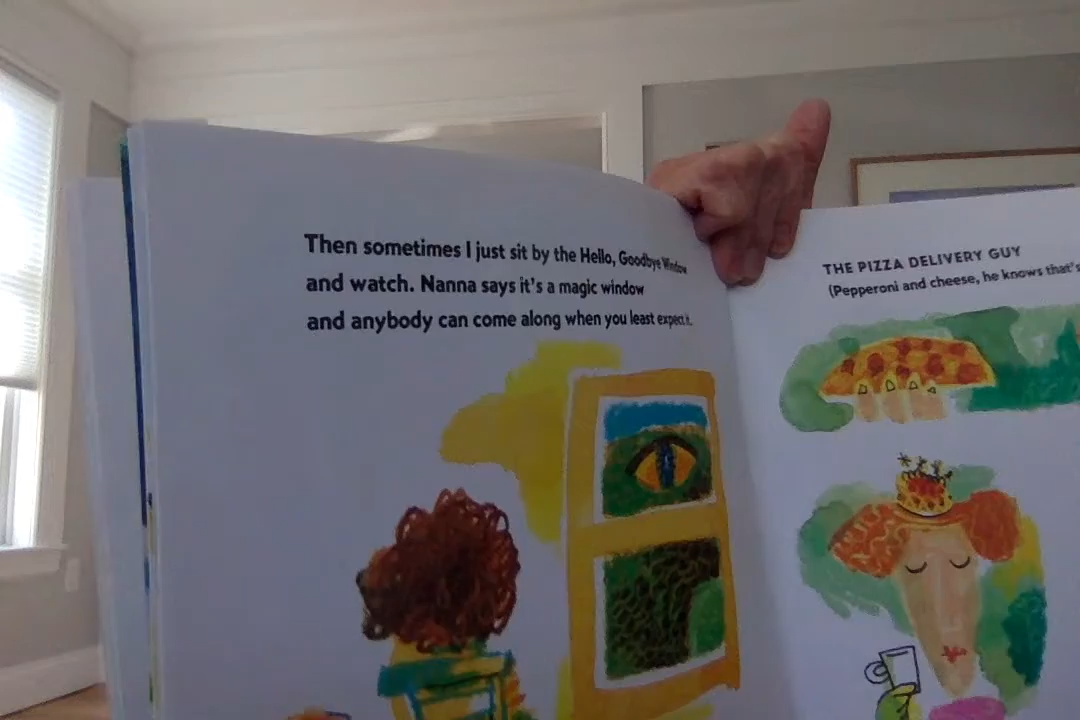 Then sometimes I just sit by the Hello, Goodbye Window
and watch. Nanna says it's a magic window
and anybody can come along when you least expect it.
THE PIZZA DELIVERY GUY
(Pepperoni and cheese, he knows that's